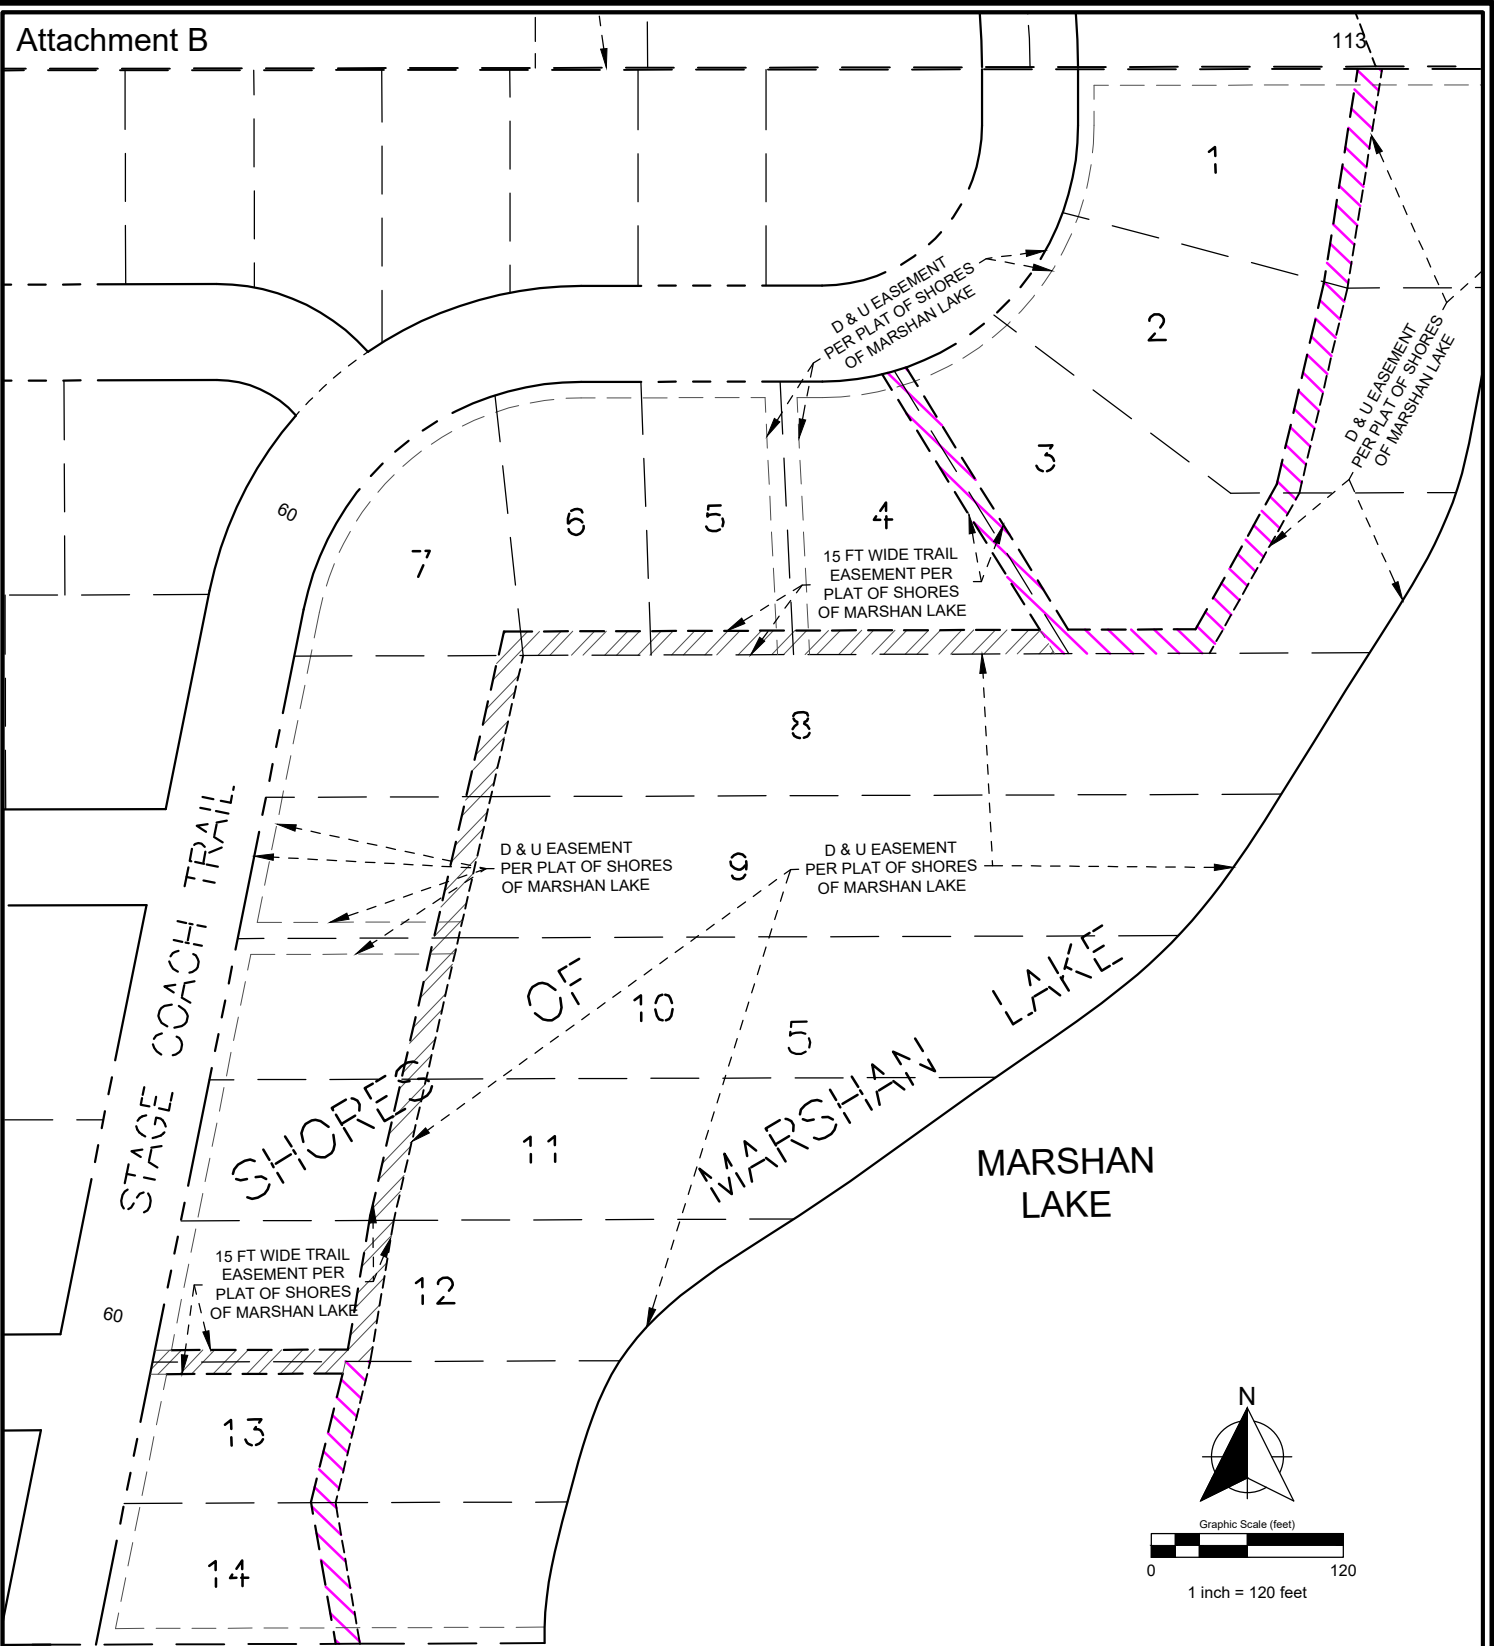 Attachment B
113
1
D & U EASEMENT
PER PLAT OF SHORES
OF MARSHAN LAKE
2
D & U EASEMENT
PER PLAT OF SHORES
OF MARSHAN LAKE
3
60
7
6
5
4
15 FT WIDE TRAIL
EASEMENT PER
PLAT OF SHORES
OF MARSHAN LAKE
8
STAGE COACH TRAIL
D & U EASEMENT
PER PLAT OF SHORES
OF MARSHAN LAKE
9
D & U EASEMENT
PER PLAT OF SHORES
OF MARSHAN LAKE
SHORES OF
10
5
MARSHAN LAKE
11
MARSHAN
LAKE
15 FT WIDE TRAIL
EASEMENT PER
PLAT OF SHORES
OF MARSHAN LAKE
12
60
13
14
N
Graphic Scale (feet)
0 120
1 inch = 120 feet